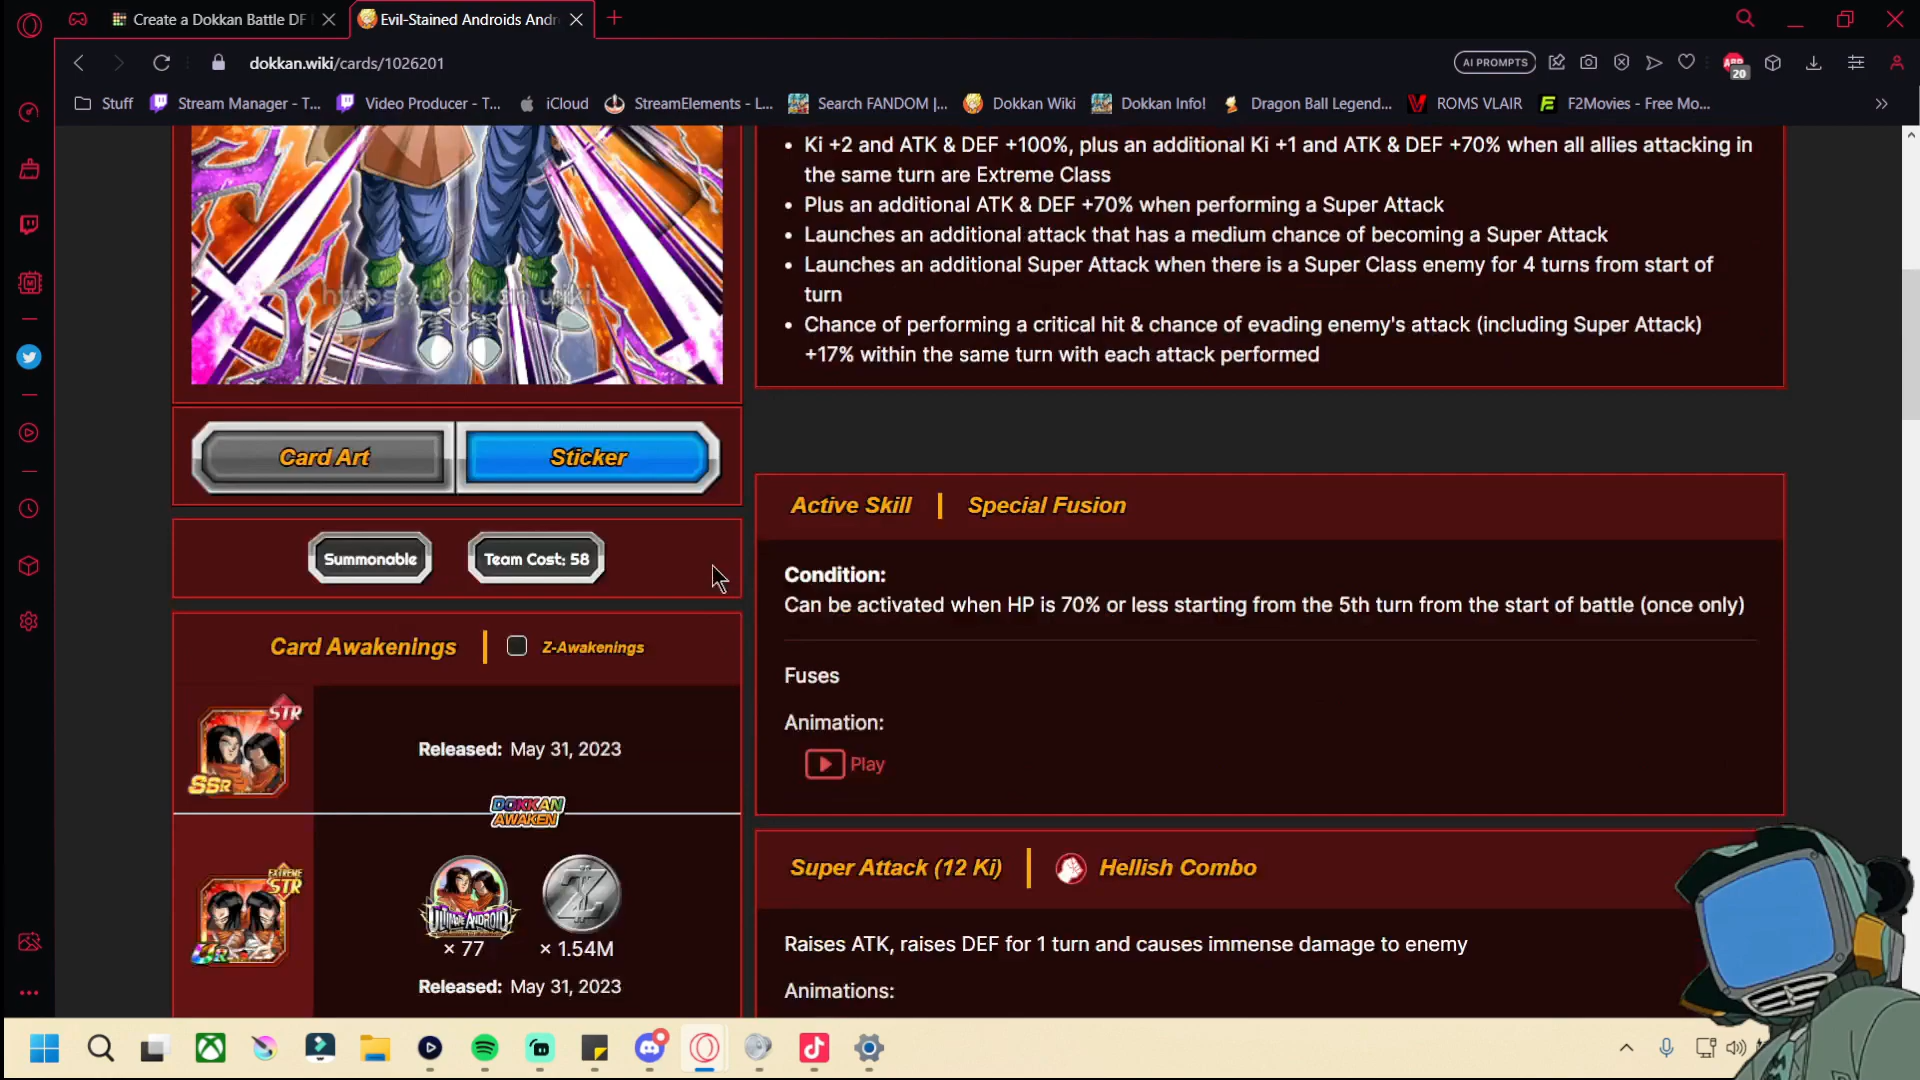 Create a Dokkan Battle DF
Evil-Stained Androids Andr
dokkan.wiki/cards/1026201
AI PROMPTS
20
Stuff
Stream Manager - T...
Video Producer - T...
iCloud
StreamElements - L...
Search FANDOM |...
Dokkan Wiki
Dokkan Info!
Dragon Ball Legend...
ROMS VLAIR
F2Movies - Free Mo...
https://dokkan.wiki
• Ki +2 and ATK & DEF +100%, plus an additional Ki +1 and ATK & DEF +70% when all allies attacking in
the same turn are Extreme Class
• Plus an additional ATK & DEF +70% when performing a Super Attack
• Launches an additional attack that has a medium chance of becoming a Super Attack
• Launches an additional Super Attack when there is a Super Class enemy for 4 turns from start of
turn
• Chance of performing a critical hit & chance of evading enemy's attack (including Super Attack)
+17% within the same turn with each attack performed
Card Art
Sticker
Summonable
Team Cost: 58
Card Awakenings
Z-Awakenings
STR
SSR
Released: May 31, 2023
DOKKAN
AWAKEN
EXTREME
STR
UR
ULTIMATE ANDROID
Z
× 77
× 1.54M
Released: May 31, 2023
Active Skill | Special Fusion
Condition:
Can be activated when HP is 70% or less starting from the 5th turn from the start of battle (once only)
Fuses
Animation:
Play
Super Attack (12 Ki) | Hellish Combo
Raises ATK, raises DEF for 1 turn and causes immense damage to enemy
Animations: